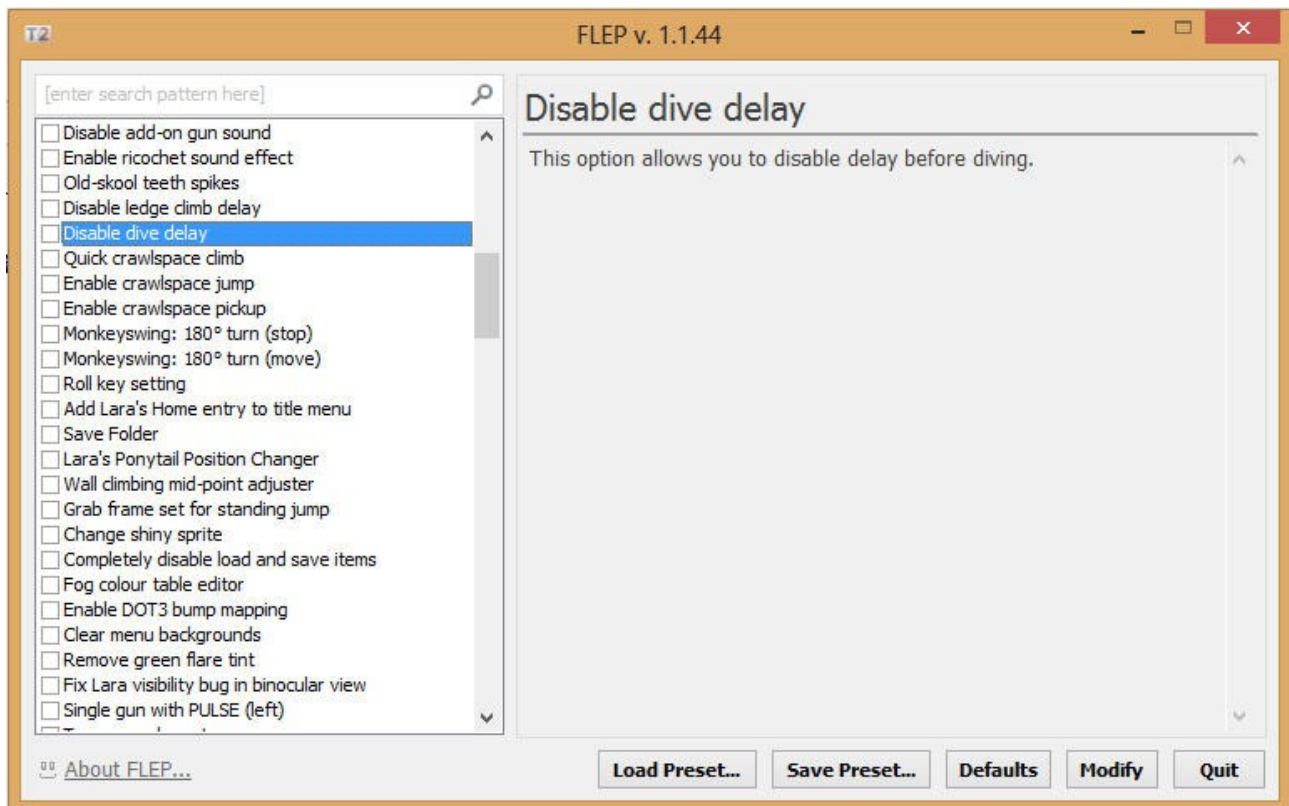 T2
FLEP v. 1.1.44
[enter search pattern here]
Disable add-on gun sound
Enable ricochet sound effect
Old-skool teeth spikes
Disable ledge climb delay
Disable dive delay
Quick crawlspace climb
Enable crawlspace jump
Enable crawlspace pickup
Monkeyswing: 180° turn (stop)
Monkeyswing: 180° turn (move)
Roll key setting
Add Lara's Home entry to title menu
Save Folder
Lara's Ponytail Position Changer
Wall climbing mid-point adjuster
Grab frame set for standing jump
Change shiny sprite
Completely disable load and save items
Fog colour table editor
Enable DOT3 bump mapping
Clear menu backgrounds
Remove green flare tint
Fix Lara visibility bug in binocular view
Single gun with PULSE (left)
Disable dive delay
This option allows you to disable delay before diving.
About FLEP...
Load Preset...
Save Preset...
Defaults
Modify
Quit